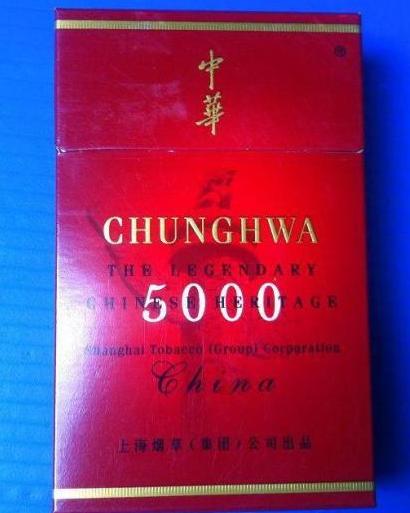 中
華
CHUNGHWA
THE LEGENDARY
5000
CHINESE HERITAGE
Shanghai Tobacco (Group) Corporation
China
上海烟草（集团）公司出品